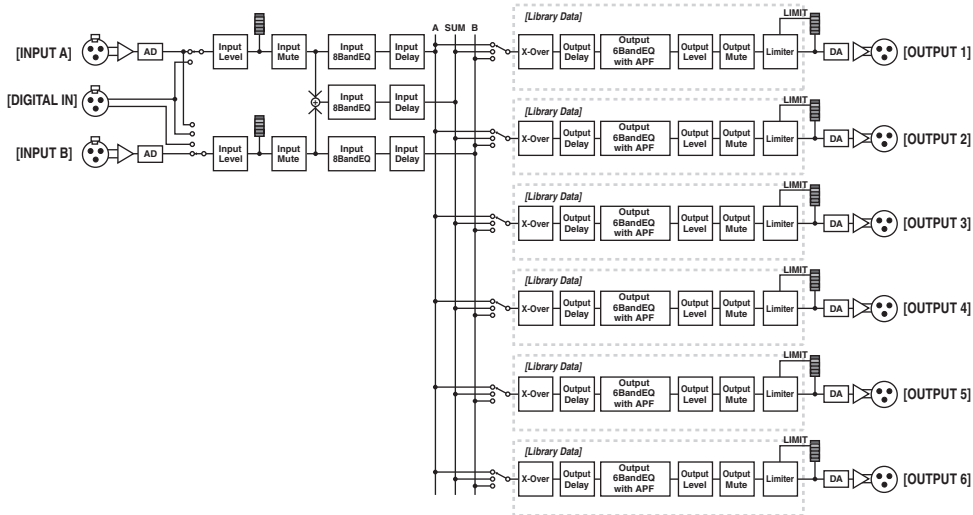 [Library Data]
LIMIT
A SUM B
[INPUT A] AD Input Level Input Mute Input 8BandEQ Input Delay
X-Over Output Delay Output 6BandEQ with APF Output Level Output Mute Limiter DA [OUTPUT 1]
[DIGITAL IN] Input 8BandEQ Input Delay
[Library Data]
LIMIT
[INPUT B] AD Input Level Input Mute Input 8BandEQ Input Delay
X-Over Output Delay Output 6BandEQ with APF Output Level Output Mute Limiter DA [OUTPUT 2]
[Library Data]
LIMIT
X-Over Output Delay Output 6BandEQ with APF Output Level Output Mute Limiter DA [OUTPUT 3]
[Library Data]
LIMIT
X-Over Output Delay Output 6BandEQ with APF Output Level Output Mute Limiter DA [OUTPUT 4]
[Library Data]
LIMIT
X-Over Output Delay Output 6BandEQ with APF Output Level Output Mute Limiter DA [OUTPUT 5]
[Library Data]
LIMIT
X-Over Output Delay Output 6BandEQ with APF Output Level Output Mute Limiter DA [OUTPUT 6]